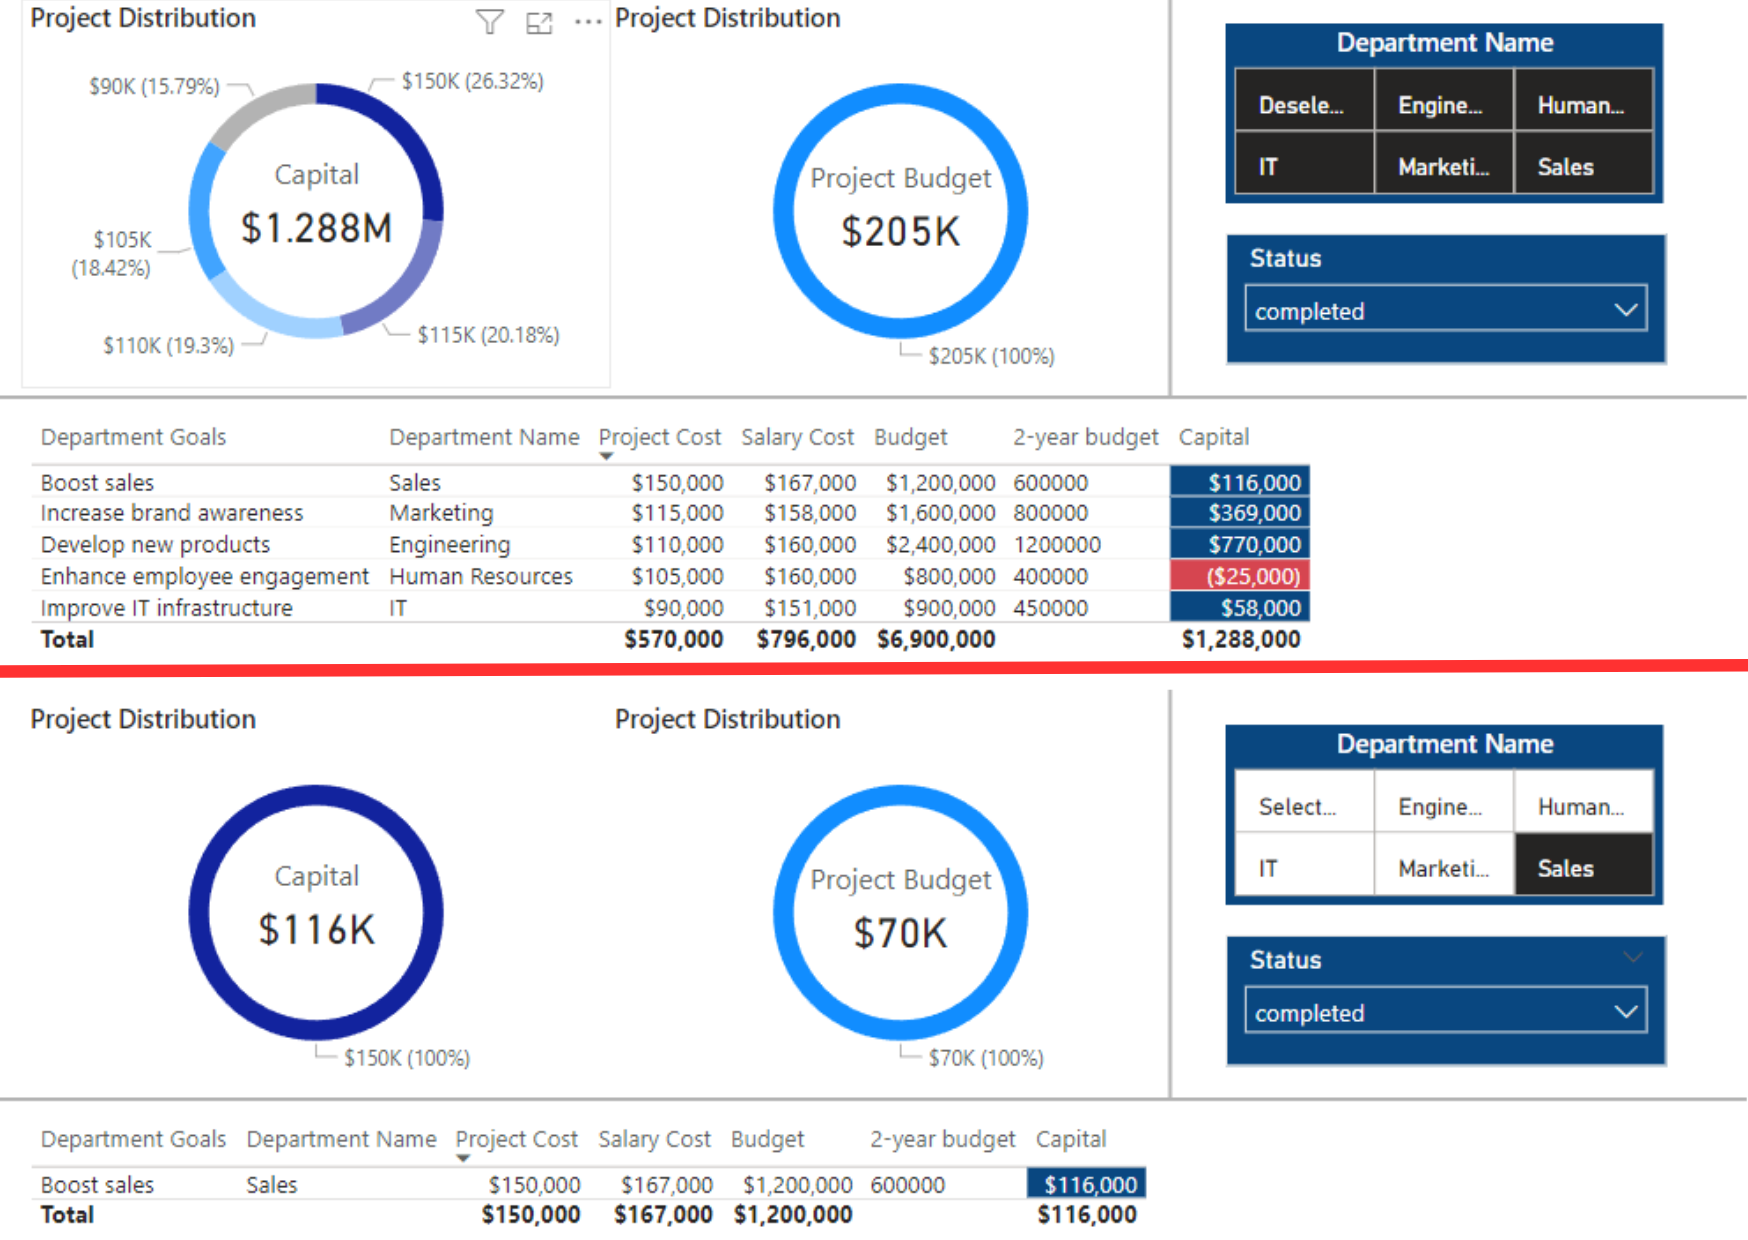 Project Distribution
$90K (15.79%)
$150K (26.32%)
Capital
$1.288M
$105K
(18.42%)
$110K (19.3%)
$115K (20.18%)
Project Distribution
Project Budget
$205K
$205K (100%)
Department Name
Desele... Engine... Human...
IT Marketi... Sales
Status
completed
Department Goals Department Name Project Cost Salary Cost Budget 2-year budget Capital
Boost sales Sales $150,000 $167,000 $1,200,000 600000 $116,000
Increase brand awareness Marketing $115,000 $158,000 $1,600,000 800000 $369,000
Develop new products Engineering $110,000 $160,000 $2,400,000 1200000 $770,000
Enhance employee engagement Human Resources $105,000 $160,000 $800,000 400000 ($25,000)
Improve IT infrastructure IT $90,000 $151,000 $900,000 450000 $58,000
Total $570,000 $796,000 $6,900,000 $1,288,000
Project Distribution
Capital
$116K
$150K (100%)
Project Distribution
Project Budget
$70K
$70K (100%)
Department Name
Select... Engine... Human...
IT Marketi... Sales
Status
completed
Department Goals Department Name Project Cost Salary Cost Budget 2-year budget Capital
Boost sales Sales $150,000 $167,000 $1,200,000 600000 $116,000
Total $150,000 $167,000 $1,200,000 $116,000